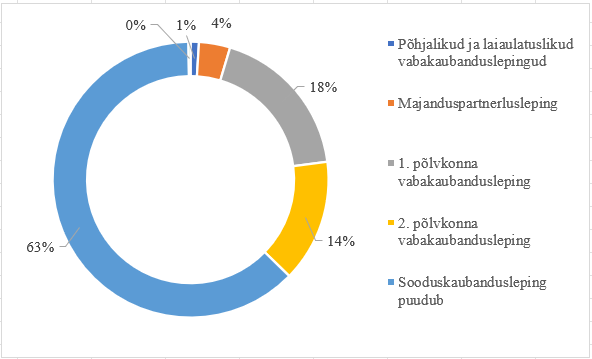 0%
1%
4%
18%
14%
63%
Põhjalikud ja laiaulatuslikud
vabakaubanduslepingud
Majanduspartnerlusleping
1. põlvkonna
vabakaubandusleping
2. põlvkonna
vabakaubandusleping
Sooduskaubandusleping
puudub